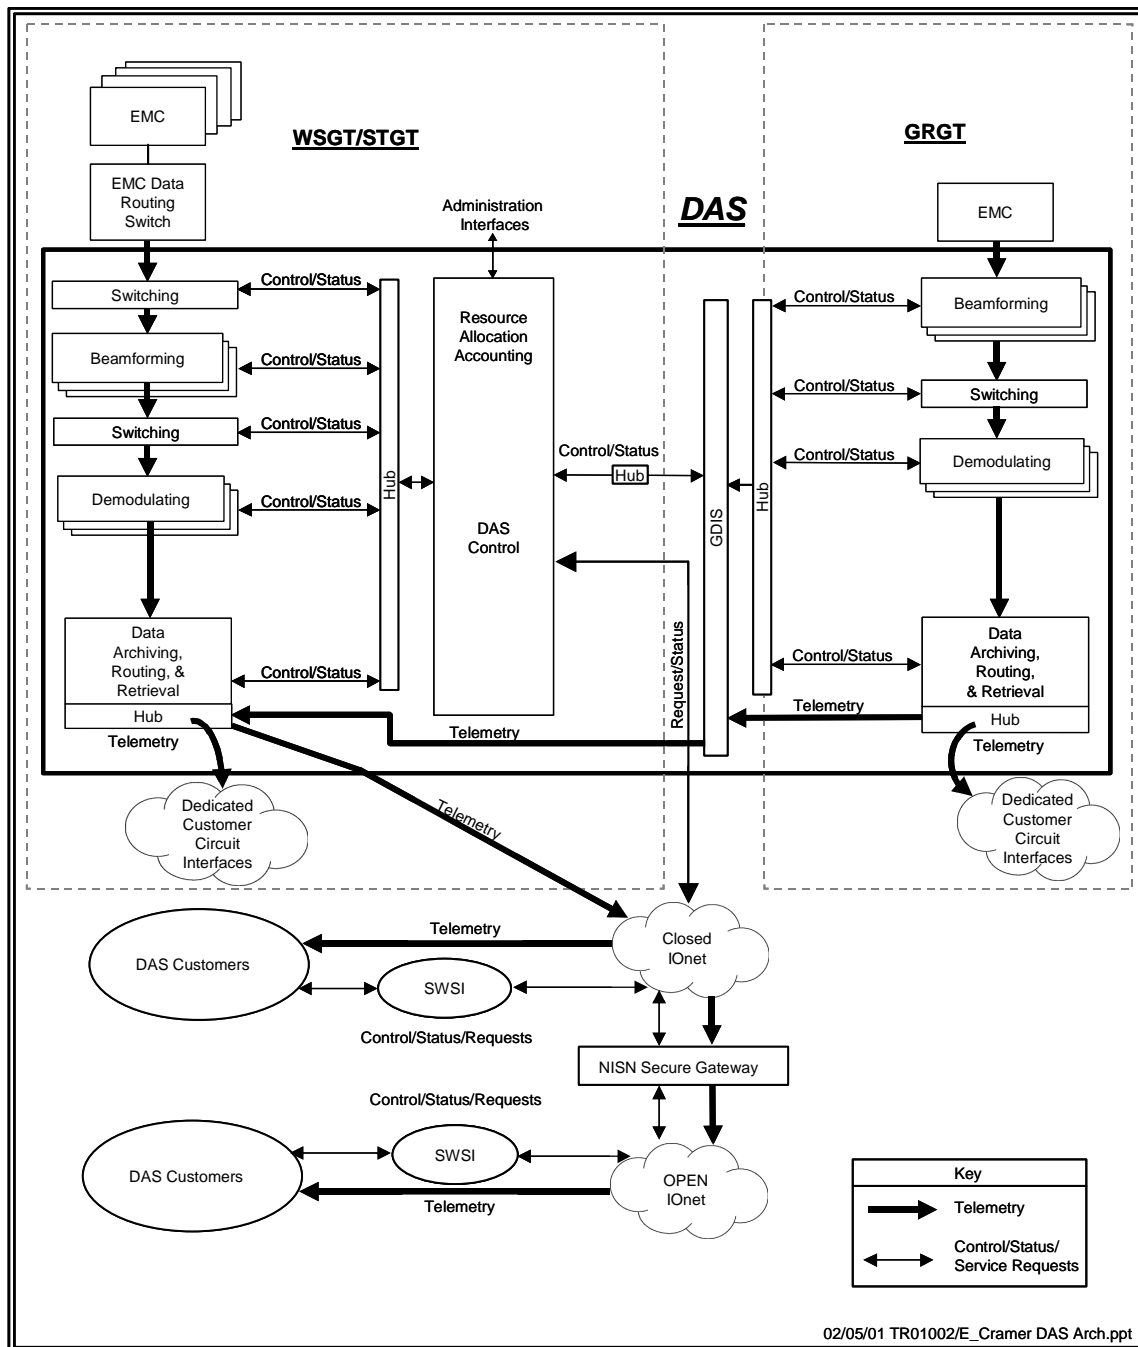 EMC
WSGT/STGT
GRGT
EMC Data
Routing
Switch
Administration
Interfaces
DAS
EMC
Switching
Control/Status
Resource
Allocation
Accounting
Control/Status
Beamforming
Beamforming
Control/Status
Control/Status
Switching
Switching
Control/Status
Control/Status
Hub
GDIS
Hub
Control/Status
Demodulating
Demodulating
Control/Status
Hub
DAS
Control
Data
Archiving,
Routing, &
Retrieval
Hub
Control/Status
Request/Status
Control/Status
Data
Archiving,
Routing,
& Retrieval
Hub
Telemetry
Telemetry
Telemetry
Telemetry
Dedicated
Customer
Circuit
Interfaces
Telemetry
Dedicated
Customer
Circuit
Interfaces
Telemetry
Closed
IOnet
DAS Customers
SWSI
Control/Status/Requests
NISN Secure Gateway
Control/Status/Requests
SWSI
DAS Customers
OPEN
IOnet
Telemetry
Key
Telemetry
Control/Status/
Service Requests
02/05/01 TR01002/E_Cramer DAS Arch.ppt